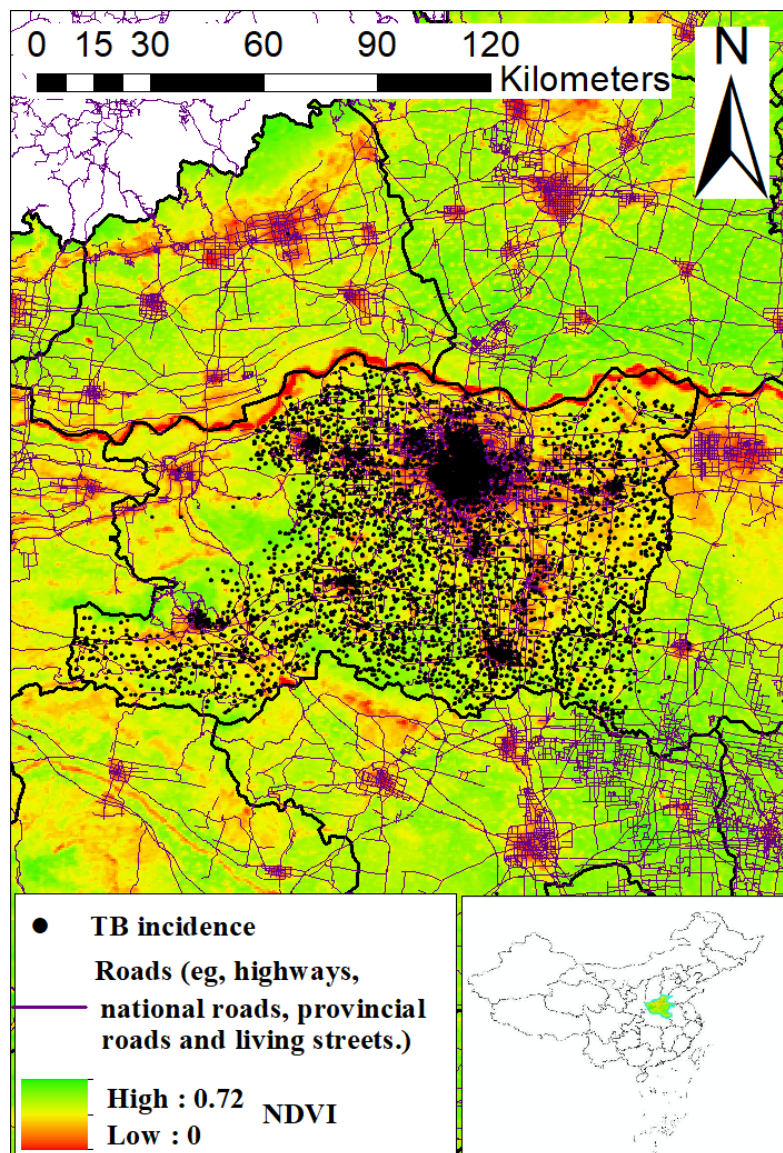 0 15 30 60 90 120
Kilometers
N
TB incidence
Roads (eg, highways,
national roads, provincial
roads and living streets.)
High : 0.72
NDVI
Low : 0